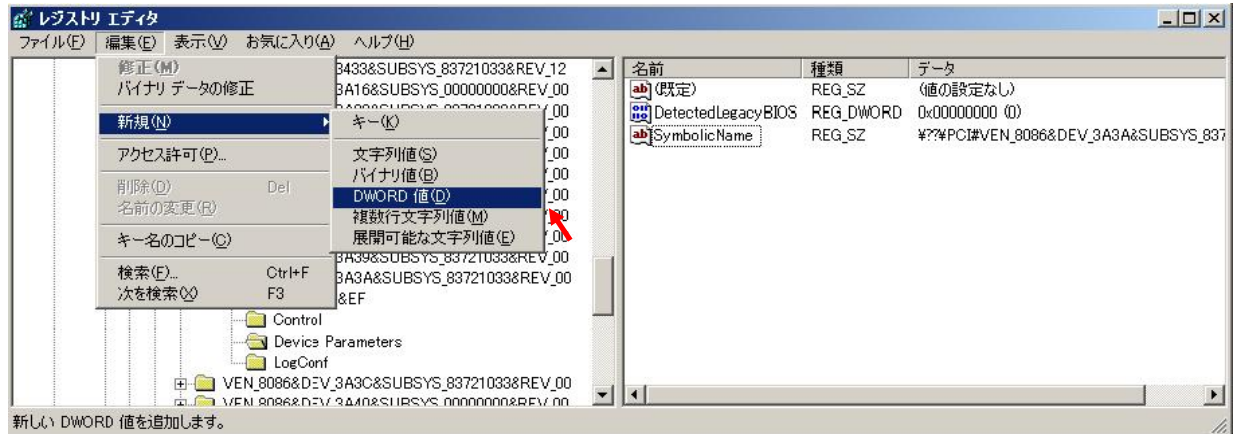 レジストリ エディタ
ファイル(F) 編集(E) 表示(V) お気に入り(A) ヘルプ(H)
修正(M)
バイナリ データの修正
新規(N)
アクセス許可(P)...
削除(D) Del
名前の変更(R)
キー名のコピー(C)
検索(F)... Ctrl+F
次を検索(X) F3
キー(K)
文字列値(S)
バイナリ値(B)
DWORD 値(D)
複数行文字列値(M)
展開可能な文字列値(E)
3433&SUBSYS_83721033&REV_12
3A16&SUBSYS_00000000&REV_00
_00
_00
_00
_00
3A39&SUBSYS_83721033&REV_00
3A3A&SUBSYS_83721033&REV_00
&EF
Control
Device Parameters
LogConf
VEN_8086&DEV_3A3C&SUBSYS_83721033&REV_00
VEN_8086&DEV_3A40&SUBSYS_00000000&REV_00
名前 種類 データ
(既定) REG_SZ (値の設定なし)
DetectedLegacyBIOS REG_DWORD 0x00000000 (0)
SymbolicName REG_SZ ¥??¥PCI#VEN_8086&DEV_3A3A&SUBSYS_837
新しい DWORD 値を追加します。